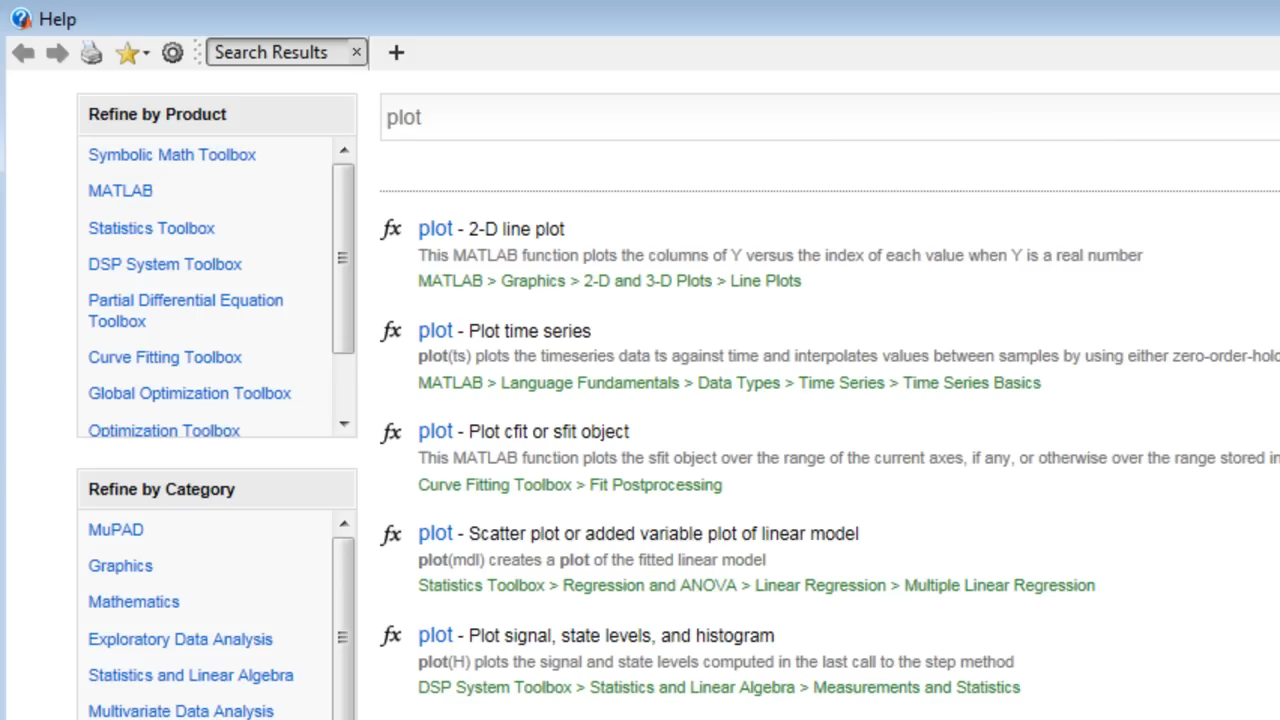 Help
Search Results
Refine by Product
Symbolic Math Toolbox
MATLAB
Statistics Toolbox
DSP System Toolbox
Partial Differential Equation
Toolbox
Curve Fitting Toolbox
Global Optimization Toolbox
Optimization Toolbox
Refine by Category
MuPAD
Graphics
Mathematics
Exploratory Data Analysis
Statistics and Linear Algebra
Multivariate Data Analysis
plot
fx plot - 2-D line plot
This MATLAB function plots the columns of Y versus the index of each value when Y is a real number
MATLAB > Graphics > 2-D and 3-D Plots > Line Plots
fx plot - Plot time series
plot(ts) plots the timeseries data ts against time and interpolates values between samples by using either zero-order-hold
MATLAB > Language Fundamentals > Data Types > Time Series > Time Series Basics
fx plot - Plot cfit or sfit object
This MATLAB function plots the sfit object over the range of the current axes, if any, or otherwise over the range stored in
Curve Fitting Toolbox > Fit Postprocessing
fx plot - Scatter plot or added variable plot of linear model
plot(mdl) creates a plot of the fitted linear model
Statistics Toolbox > Regression and ANOVA > Linear Regression > Multiple Linear Regression
fx plot - Plot signal, state levels, and histogram
plot(H) plots the signal and state levels computed in the last call to the step method
DSP System Toolbox > Statistics and Linear Algebra > Measurements and Statistics